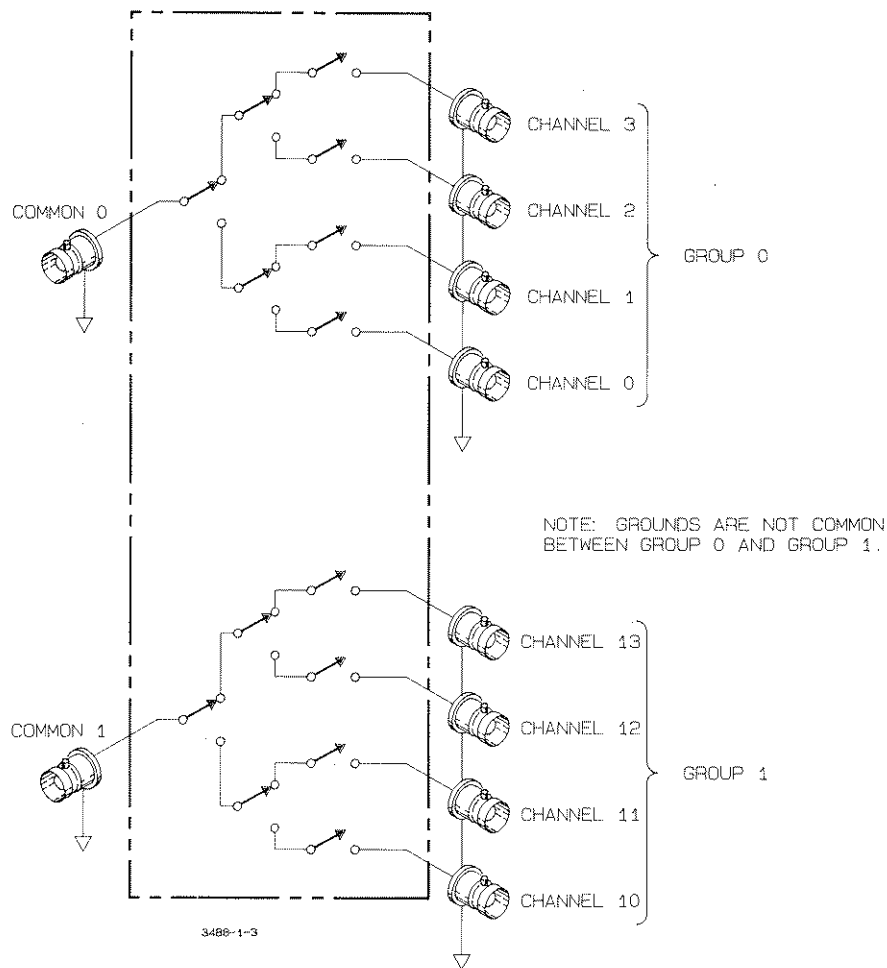 CHANNEL 3
COMMON 0
CHANNEL 2
GROUP 0
CHANNEL 1
CHANNEL 0
NOTE: GROUNDS ARE NOT COMMON
BETWEEN GROUP 0 AND GROUP 1.
CHANNEL 13
COMMON 1
CHANNEL 12
GROUP 1
CHANNEL 11
CHANNEL 10
3488-1-3